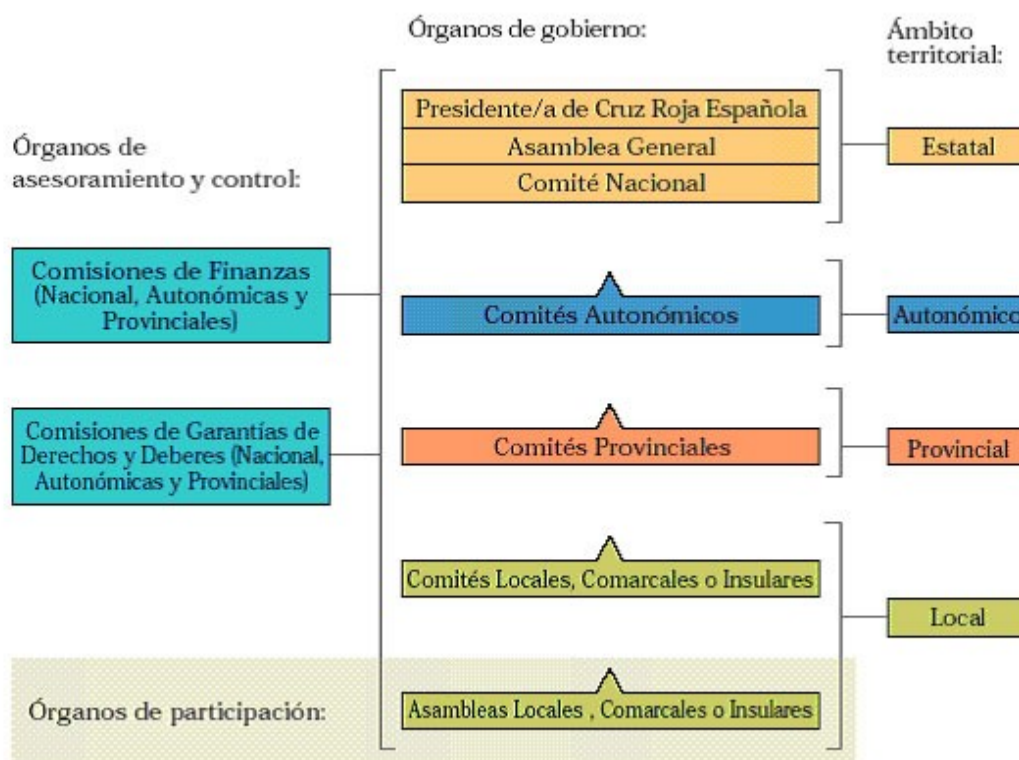 Órganos de gobierno:
Ámbito
territorial:
Presidente/a de Cruz Roja Española
Asamblea General
Comité Nacional
Estatal
Órganos de
asesoramiento y control:
Comisiones de Finanzas
(Nacional, Autonómicas y
Provinciales)
Comités Autonómicos
Autonómico
Comisiones de Garantías de
Derechos y Deberes (Nacional,
Autonómicas y Provinciales)
Comités Provinciales
Provincial
Comités Locales, Comarcales o Insulares
Local
Órganos de participación:
Asambleas Locales , Comarcales o Insulares